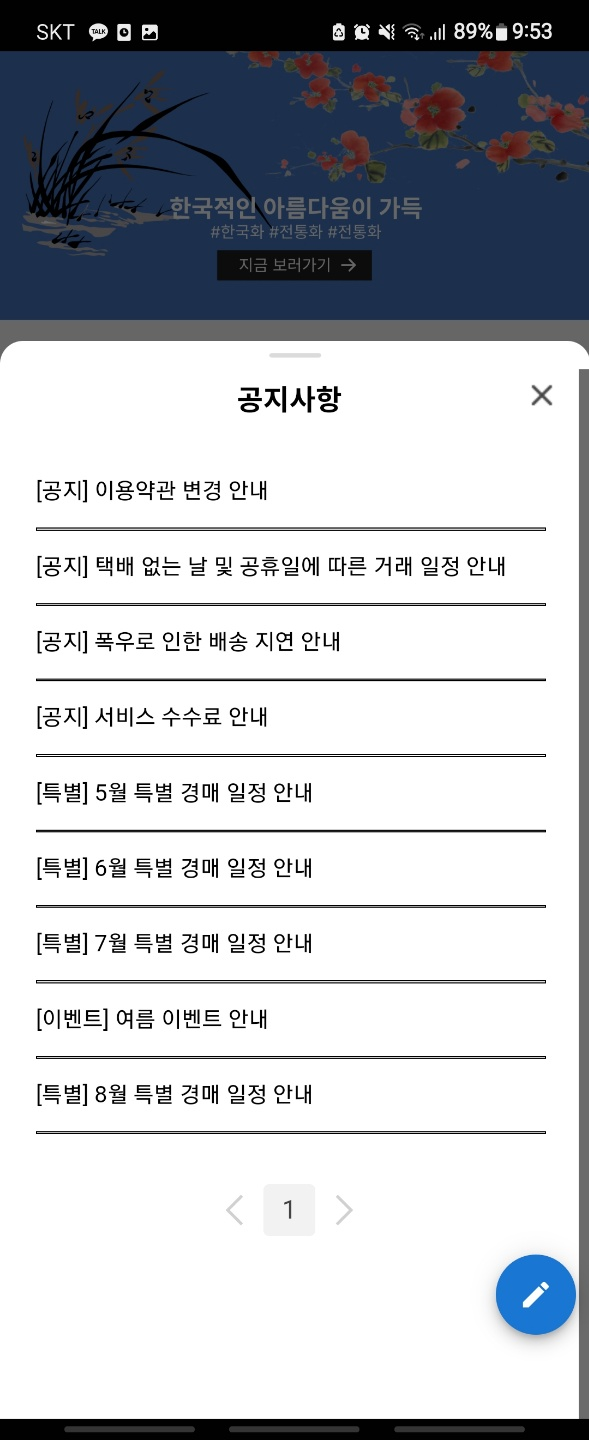 SKT TALK 89% 9:53
한국적인 아름다움이 가득
#한국화 #전통화 #전통화
지금 보러가기
공지사항
[공지] 이용약관 변경 안내
[공지] 택배 없는 날 및 공휴일에 따른 거래 일정 안내
[공지] 폭우로 인한 배송 지연 안내
[공지] 서비스 수수료 안내
[특별] 5월 특별 경매 일정 안내
[특별] 6월 특별 경매 일정 안내
[특별] 7월 특별 경매 일정 안내
[이벤트] 여름 이벤트 안내
[특별] 8월 특별 경매 일정 안내
1